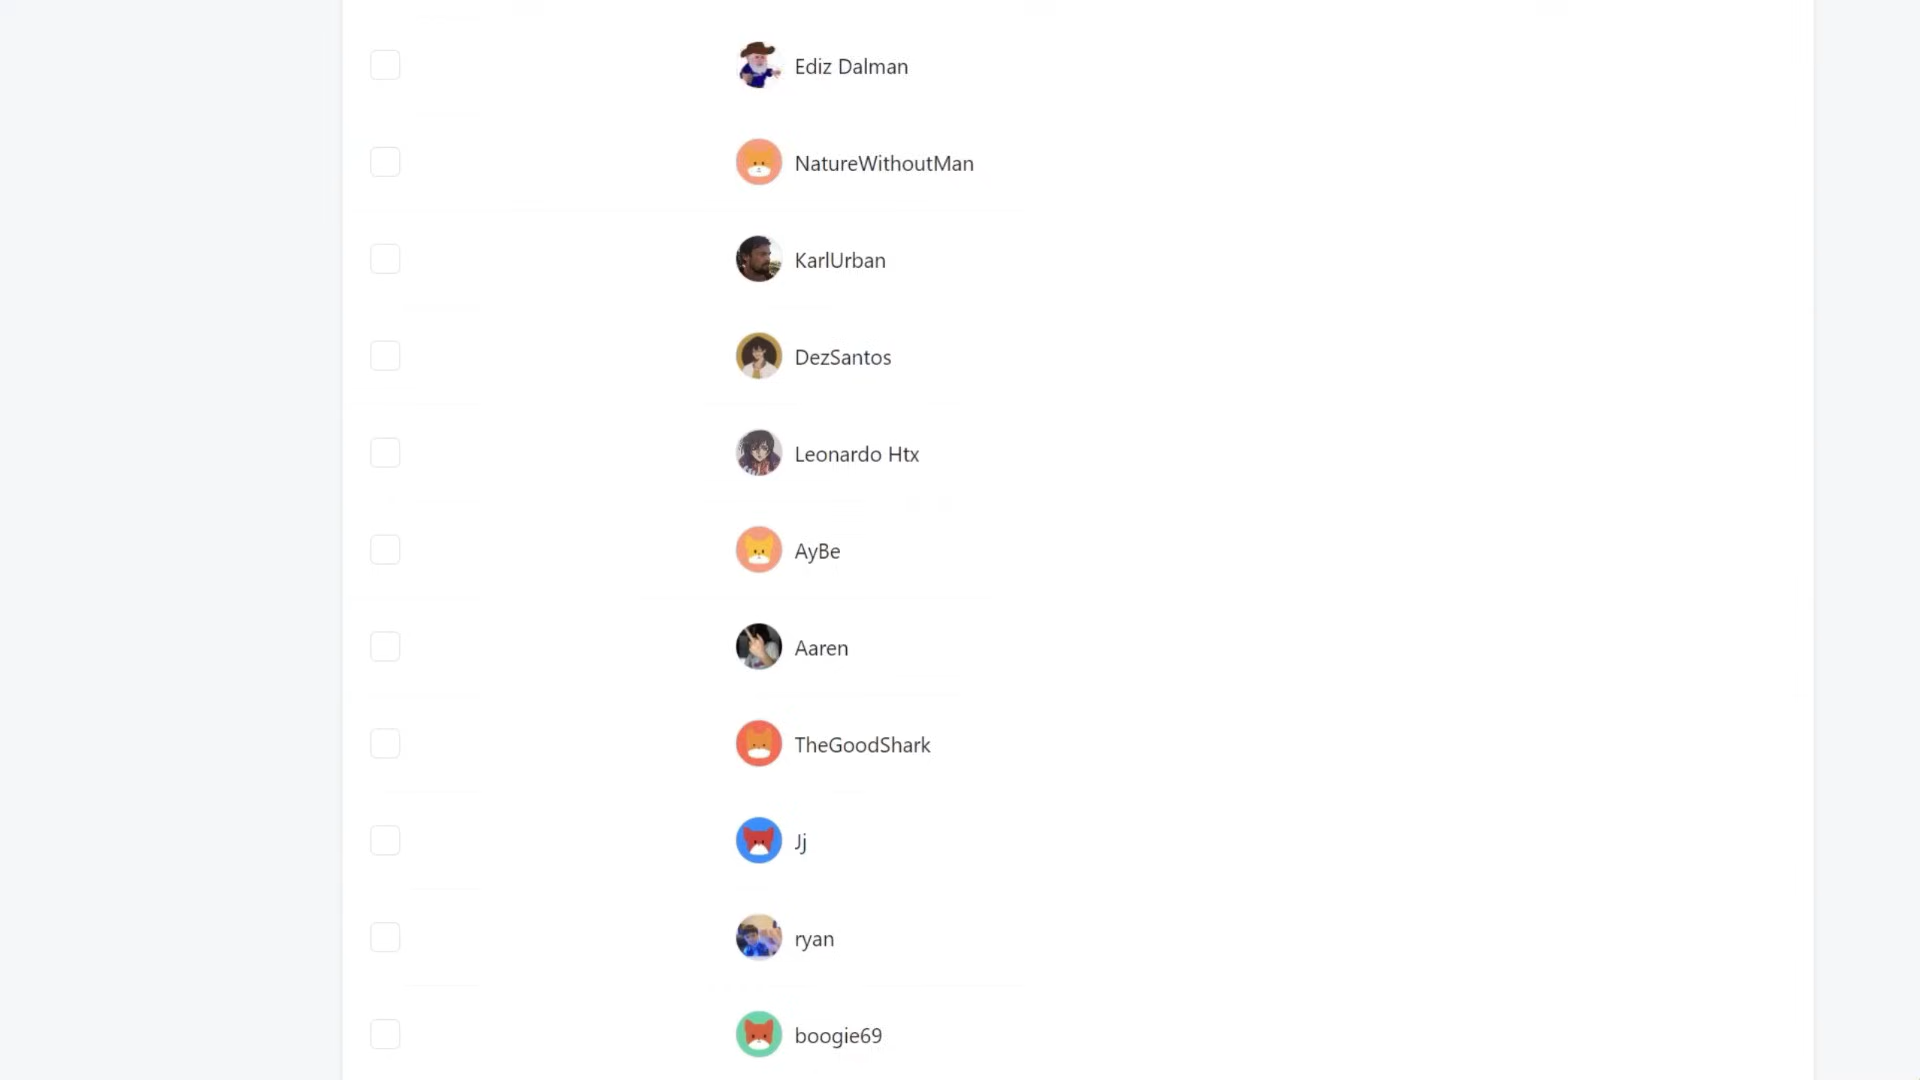 Ediz Dalman
NatureWithoutMan
KarlUrban
DezSantos
Leonardo Htx
AyBe
Aaren
TheGoodShark
Jj
ryan
boogie69